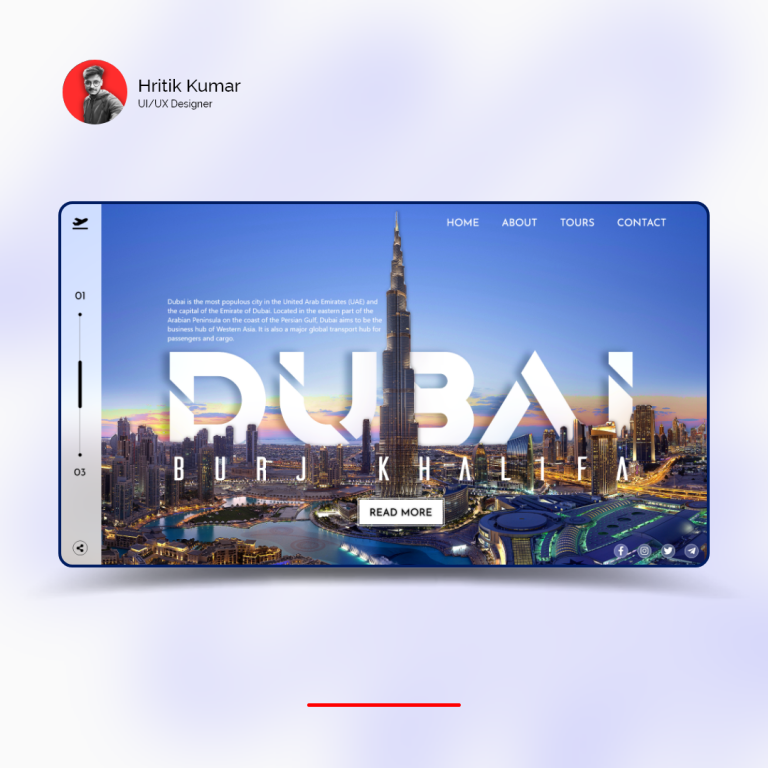 Hritik Kumar
UI/UX Designer
HOME ABOUT TOURS CONTACT
01
Dubai is the most populous city in the United Arab Emirates (UAE) and
the capital of the Emirate of Dubai. Located in the eastern part of the
Arabian Peninsula on the coast of the Persian Gulf, Dubai aims to be the
business hub of Western Asia. It is also a major global transport hub for
passengers and cargo.
DUBAI
BURJ KHALIFA
03
READ MORE